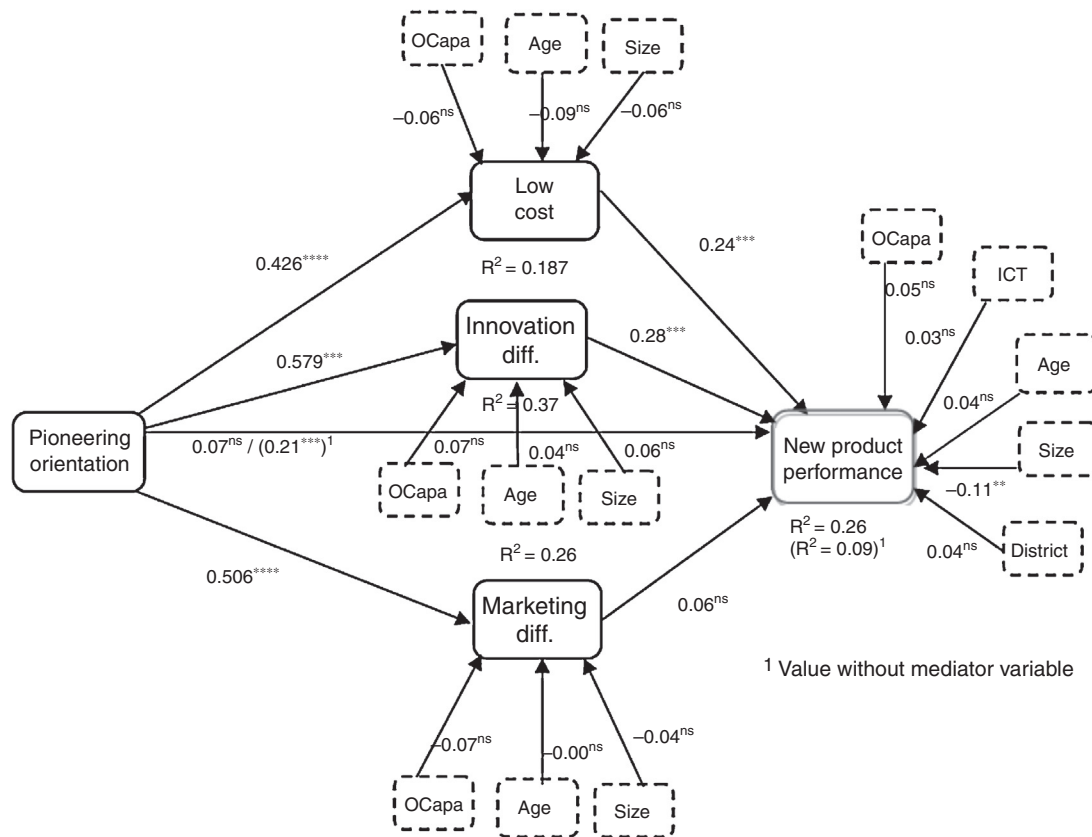 OCapa
Age
Size
–0.06ns
–0.09ns
–0.06ns
Low
cost
0.426****
R2 = 0.187
0.24***
OCapa
ICT
0.05ns
0.03ns
Innovation
diff.
0.579***
0.28***
Age
R2 = 0.37
0.04ns
Pioneering
orientation
0.07ns / (0.21***)1
0.07ns
0.04ns
0.06ns
New product
performance
Size
–0.11**
OCapa
Age
Size
R2 = 0.26
(R2 = 0.09)1
0.04ns
District
R2 = 0.26
0.506****
Marketing
diff.
0.06ns
1 Value without mediator variable
–0.07ns
–0.00ns
–0.04ns
OCapa
Age
Size